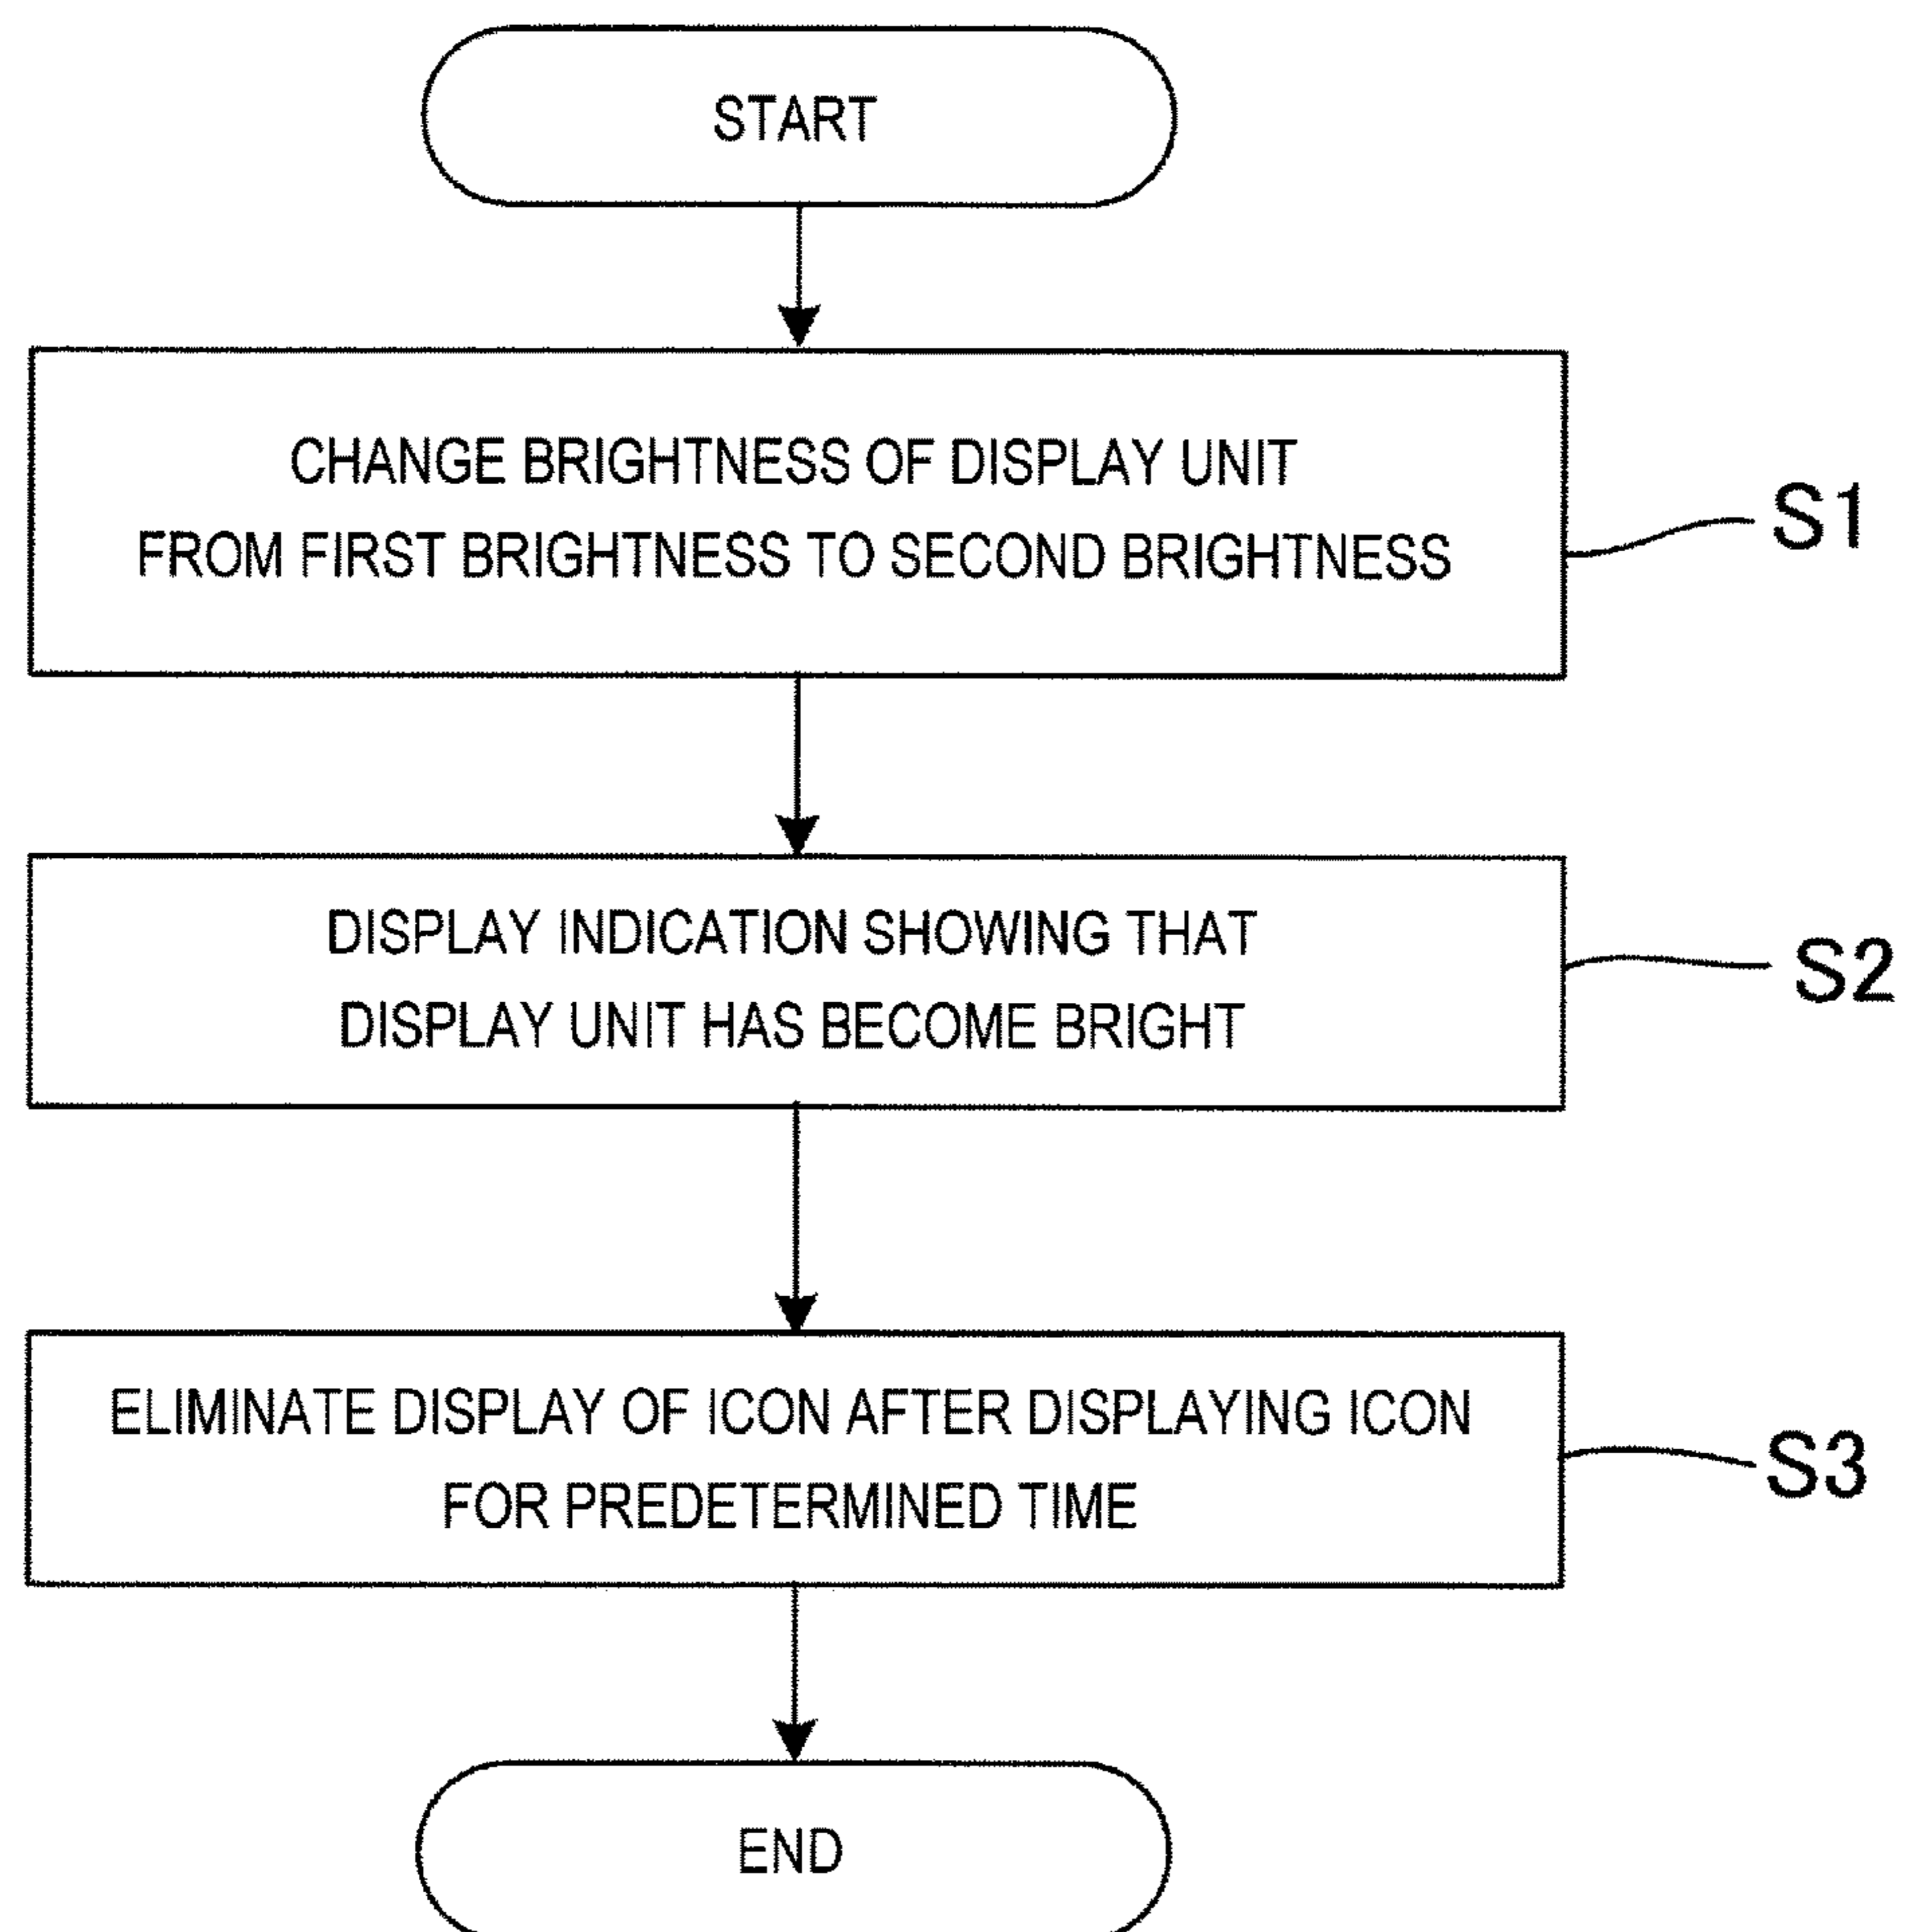 START
CHANGE BRIGHTNESS OF DISPLAY UNIT
FROM FIRST BRIGHTNESS TO SECOND BRIGHTNESS
S1
DISPLAY INDICATION SHOWING THAT
DISPLAY UNIT HAS BECOME BRIGHT
S2
ELIMINATE DISPLAY OF ICON AFTER DISPLAYING ICON
FOR PREDETERMINED TIME
S3
END